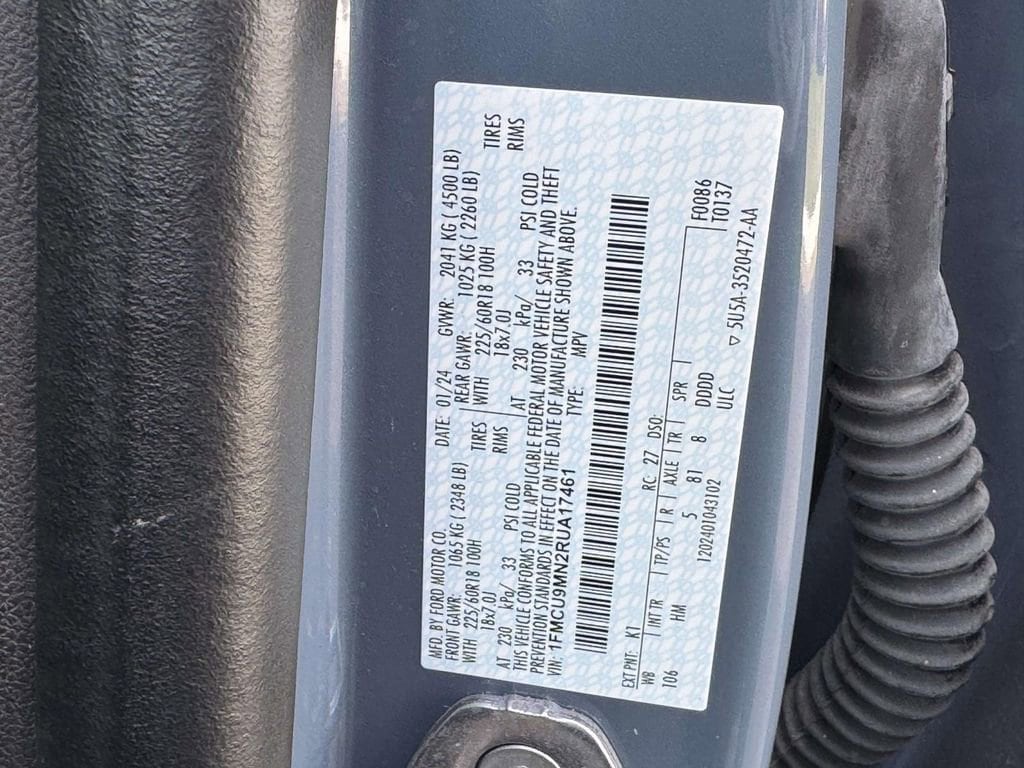 MFD. BY FORD MOTOR CO.
DATE: 01/24 GVWR: 2041 KG ( 4500 LB)
FRONT GAWR: 1065 KG ( 2348 LB) REAR GAWR: 1025 KG ( 2260 LB)
WITH 225/60R18 100H TIRES WITH 225/60R18 100H TIRES
18x7.0J RIMS 18x7.0J RIMS
AT 230 kPa/ 33 PSI COLD AT 230 kPa/ 33 PSI COLD
THIS VEHICLE CONFORMS TO ALL APPLICABLE FEDERAL MOTOR VEHICLE SAFETY AND THEFT
PREVENTION STANDARDS IN EFFECT ON THE DATE OF MANUFACTURE SHOWN ABOVE.
VIN: 1FMCU9MN2RUA17461 TYPE: MPV
EXT PNT: K1 RC: 27 DSO: F0086
WB INT TR TP/PS R AXLE TR SPR T0137
106 HM 5 81 8 DDDD
1202401043102 ULC
▽ 5U5A-3520472-AA